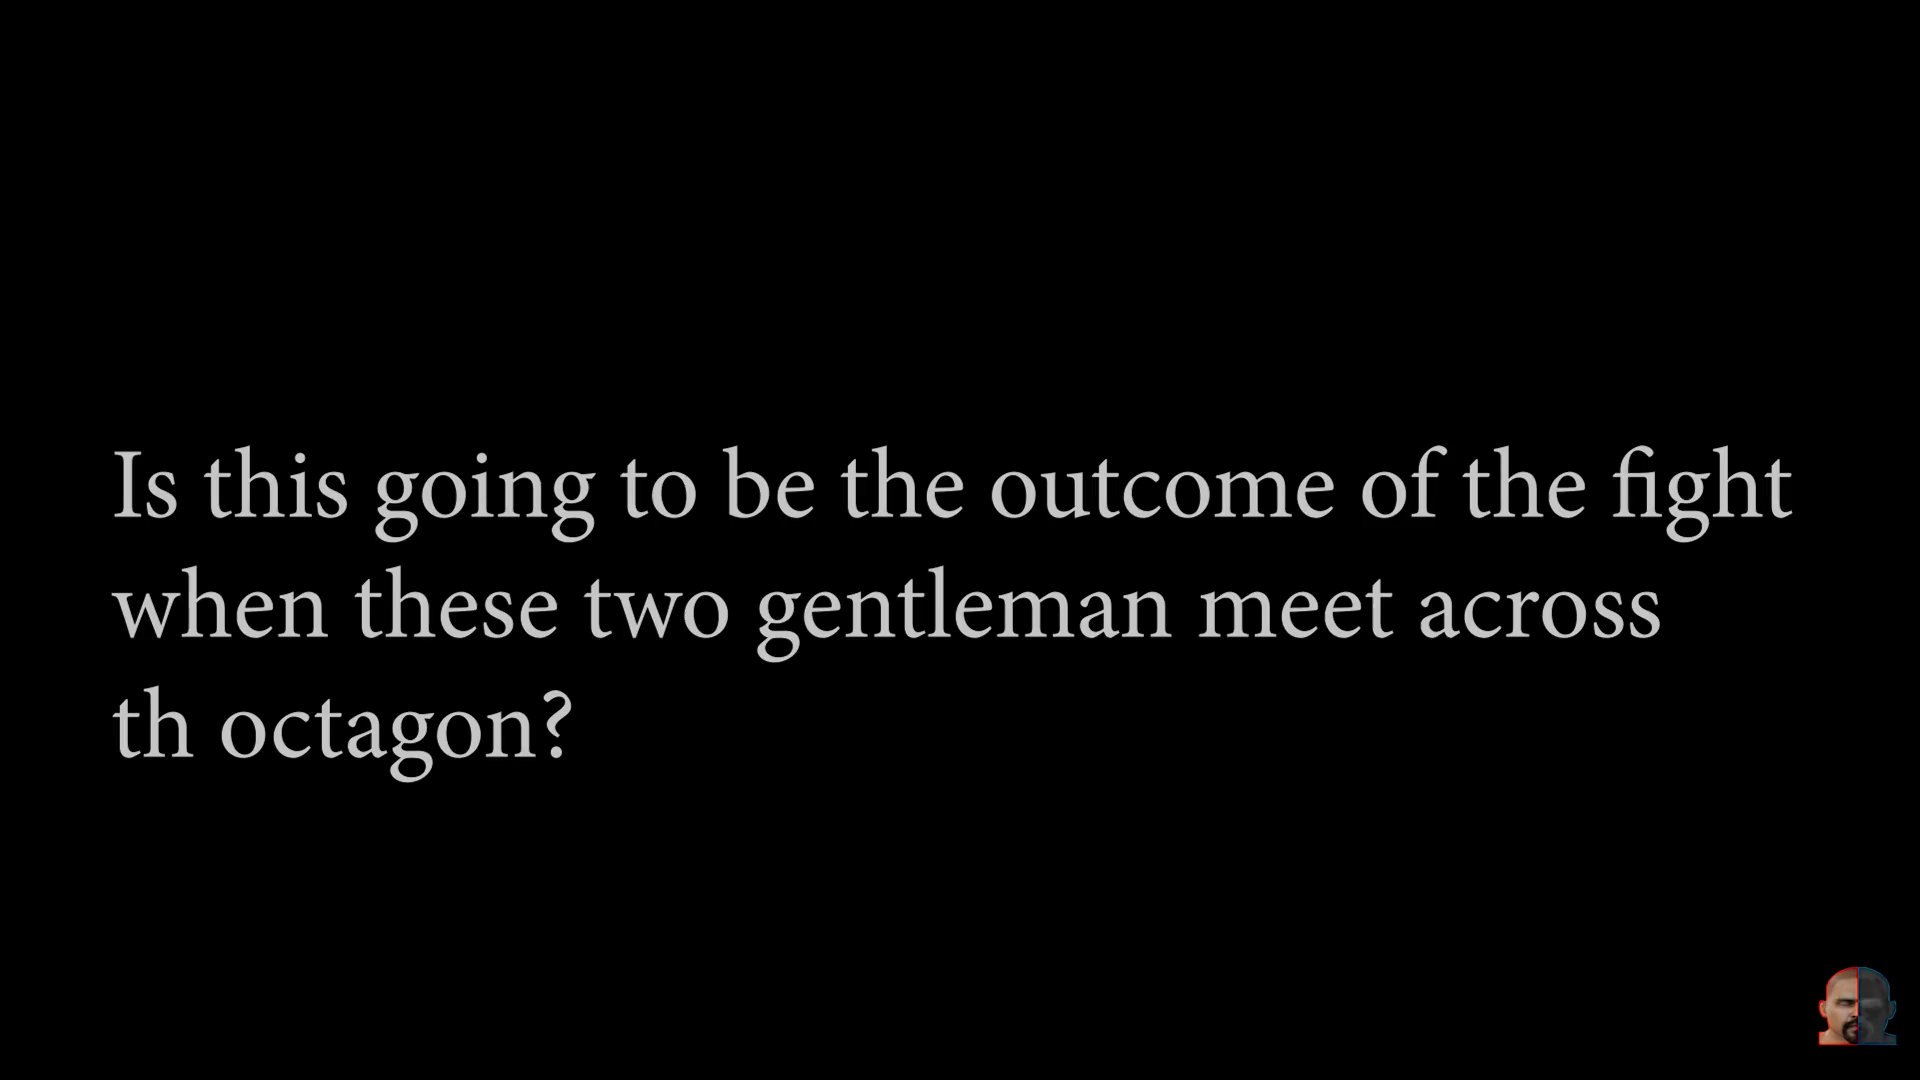 Is this going to be the outcome of the fight
when these two gentleman meet across
th octagon?